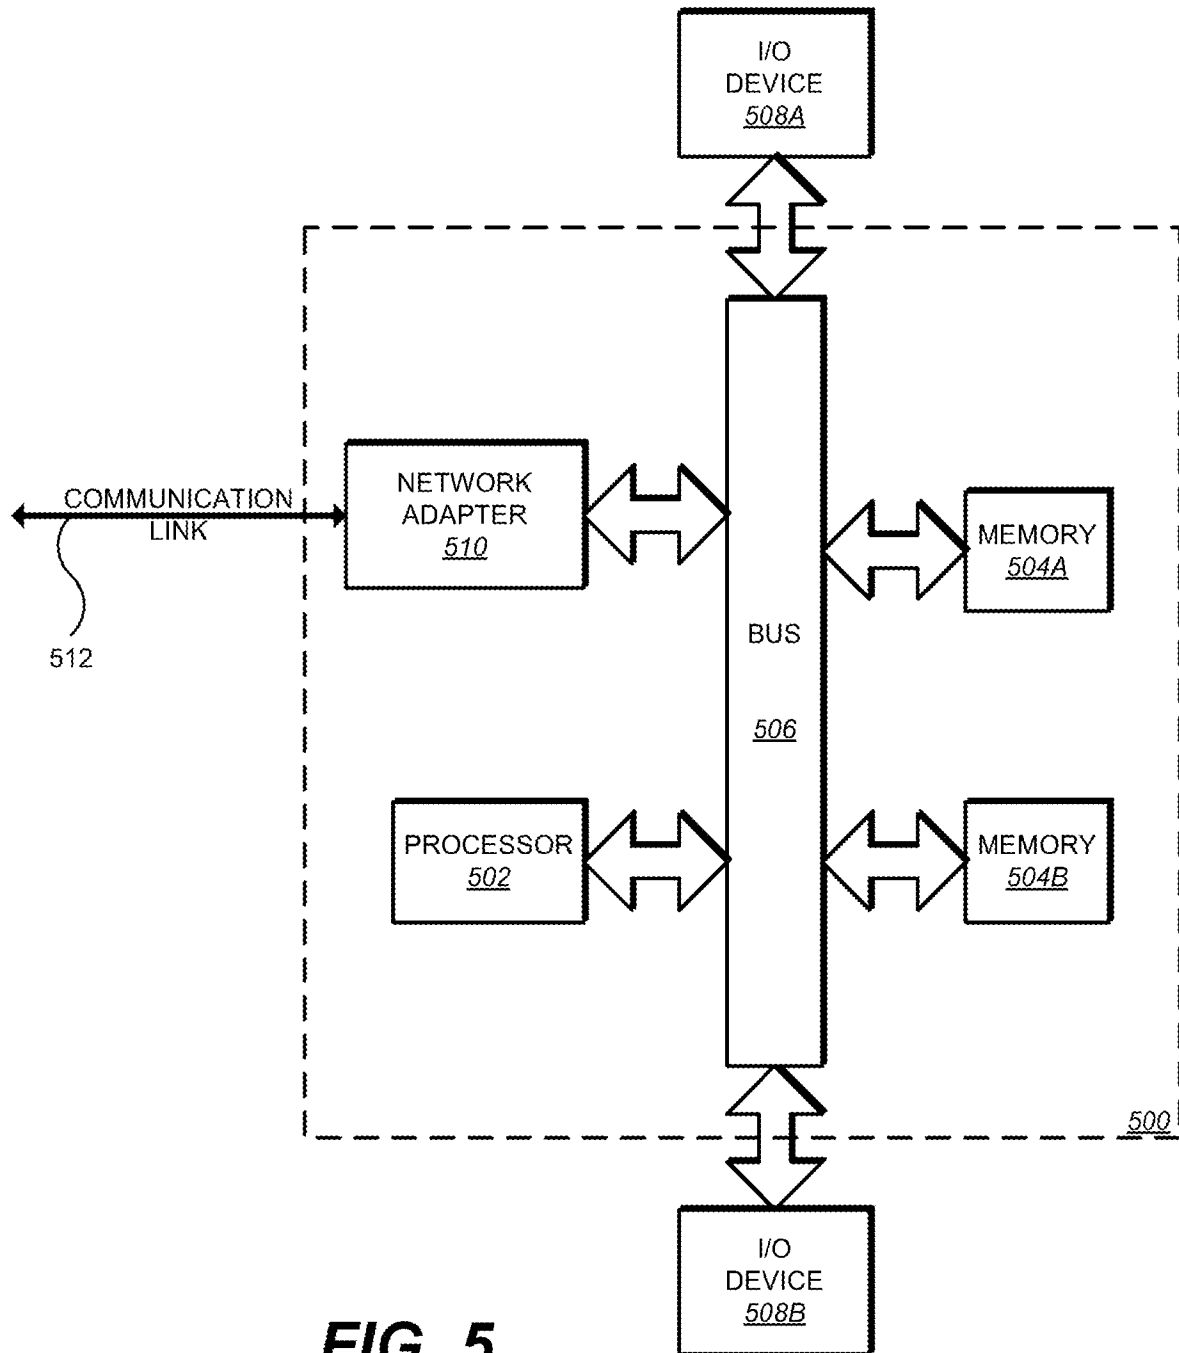 I/O
DEVICE
508A
COMMUNICATION
LINK
512
NETWORK
ADAPTER
510
MEMORY
504A
BUS
506
PROCESSOR
502
MEMORY
504B
500
I/O
DEVICE
508B
FIG. 5